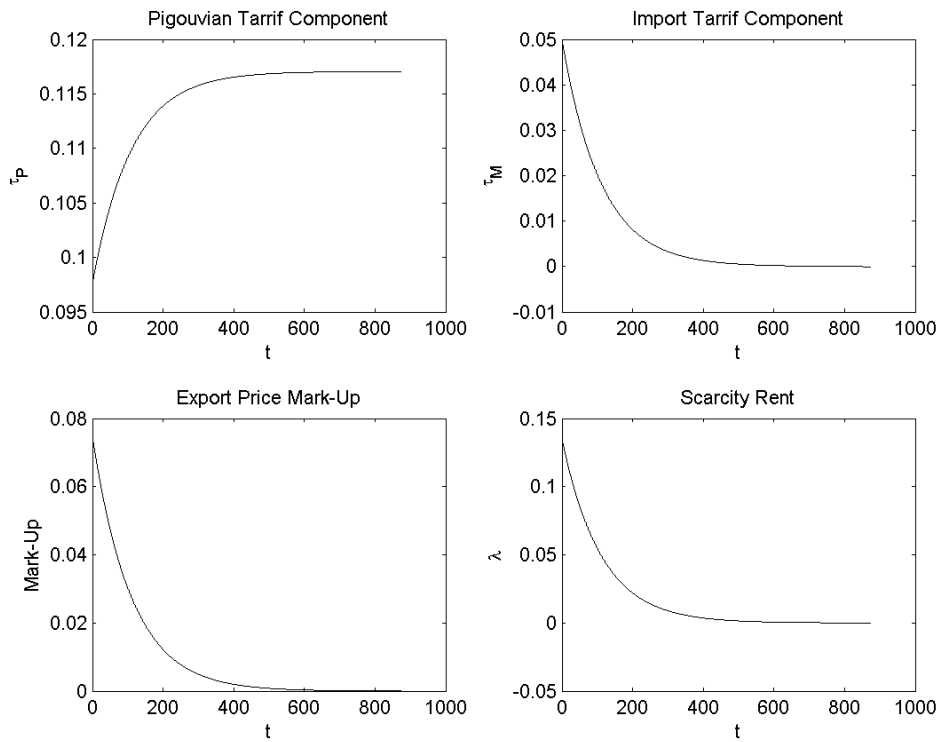 Pigouvian Tarrif Component
0.12
0.115
0.11
0.105
0.1
0.095
τP
0 200 400 600 800 1000
t
Import Tarrif Component
0.05
0.04
0.03
0.02
0.01
0
-0.01
τM
0 200 400 600 800 1000
t
Export Price Mark-Up
0.08
0.06
0.04
0.02
0
Mark-Up
0 200 400 600 800 1000
t
Scarcity Rent
0.15
0.1
0.05
0
-0.05
λ
0 200 400 600 800 1000
t